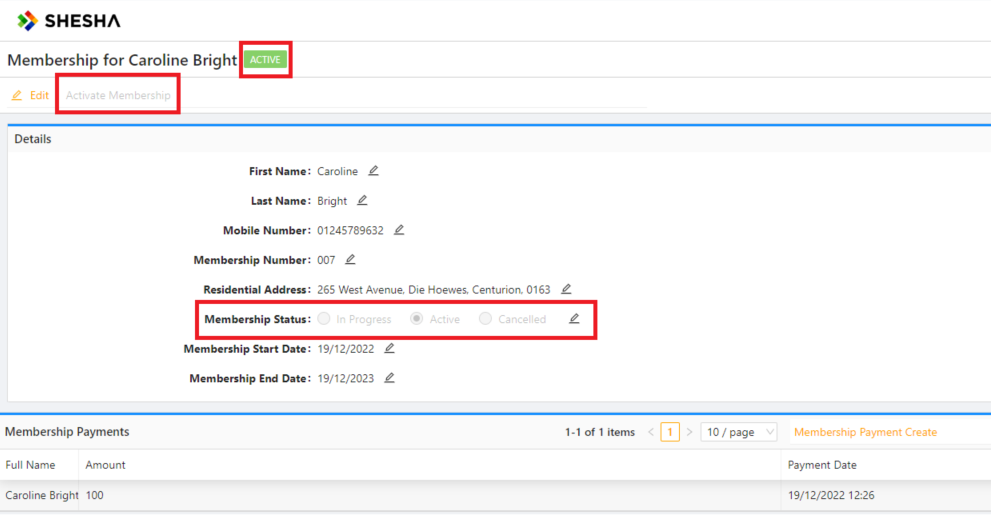 SHESHA
Membership for Caroline Bright ACTIVE
Edit Activate Membership
Details
First Name: Caroline
Last Name: Bright
Mobile Number: 01245789632
Membership Number: 007
Residential Address: 265 West Avenue, Die Hoewes, Centurion, 0163
Membership Status: In Progress Active Cancelled
Membership Start Date: 19/12/2022
Membership End Date: 19/12/2023
Membership Payments 1-1 of 1 items < 1 > 10 / page Membership Payment Create
Full Name Amount Payment Date
Caroline Bright 100 19/12/2022 12:26